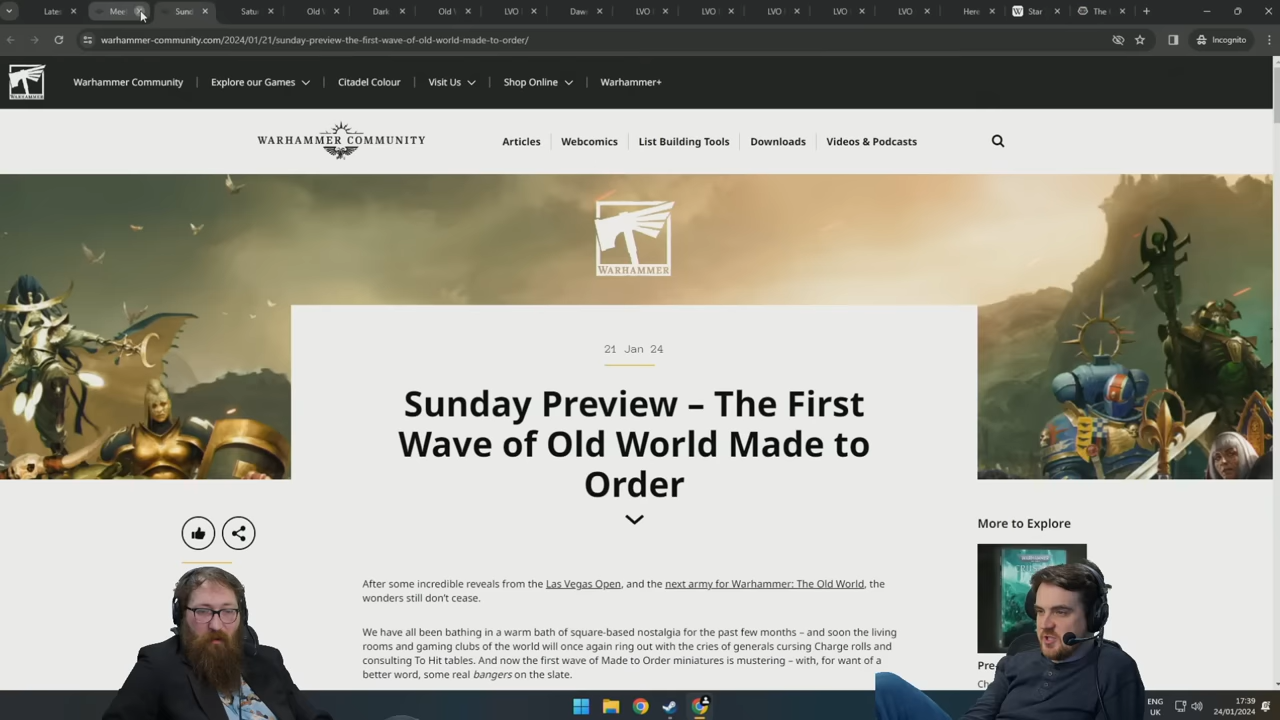 Late
Mee
Sund
Satu
Old \
Dark
Old \
LVO
Daw
LVO
LVO
LVO
LVO
LVO
Here
Star
The
warhammer-community.com/2024/01/21/sunday-preview-the-first-wave-of-old-world-made-to-order/
Incognito
Warhammer Community
Explore our Games
Citadel Colour
Visit Us
Shop Online
Warhammer+
WARHAMMER COMMUNITY
Articles
Webcomics
List Building Tools
Downloads
Videos & Podcasts
WARHAMMER
21 Jan 24
Sunday Preview – The First
Wave of Old World Made to
Order
More to Explore
After some incredible reveals from the Las Vegas Open, and the next army for Warhammer: The Old World, the
wonders still don't cease.
We have all been bathing in a warm bath of square-based nostalgia for the past few months – and soon the living
rooms and gaming clubs of the world will once again ring out with the cries of generals cursing Charge rolls and
consulting To Hit tables. And now the first wave of Made to Order miniatures is mustering – with, for want of a
better word, some real bangers on the slate.
Pre-
ENG
UK
17:39
24/01/2024